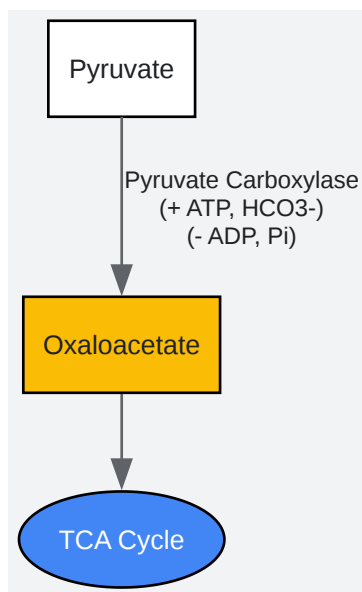 Pyruvate
Pyruvate Carboxylase
(+ ATP, HCO3-)
(- ADP, Pi)
Oxaloacetate
TCA Cycle